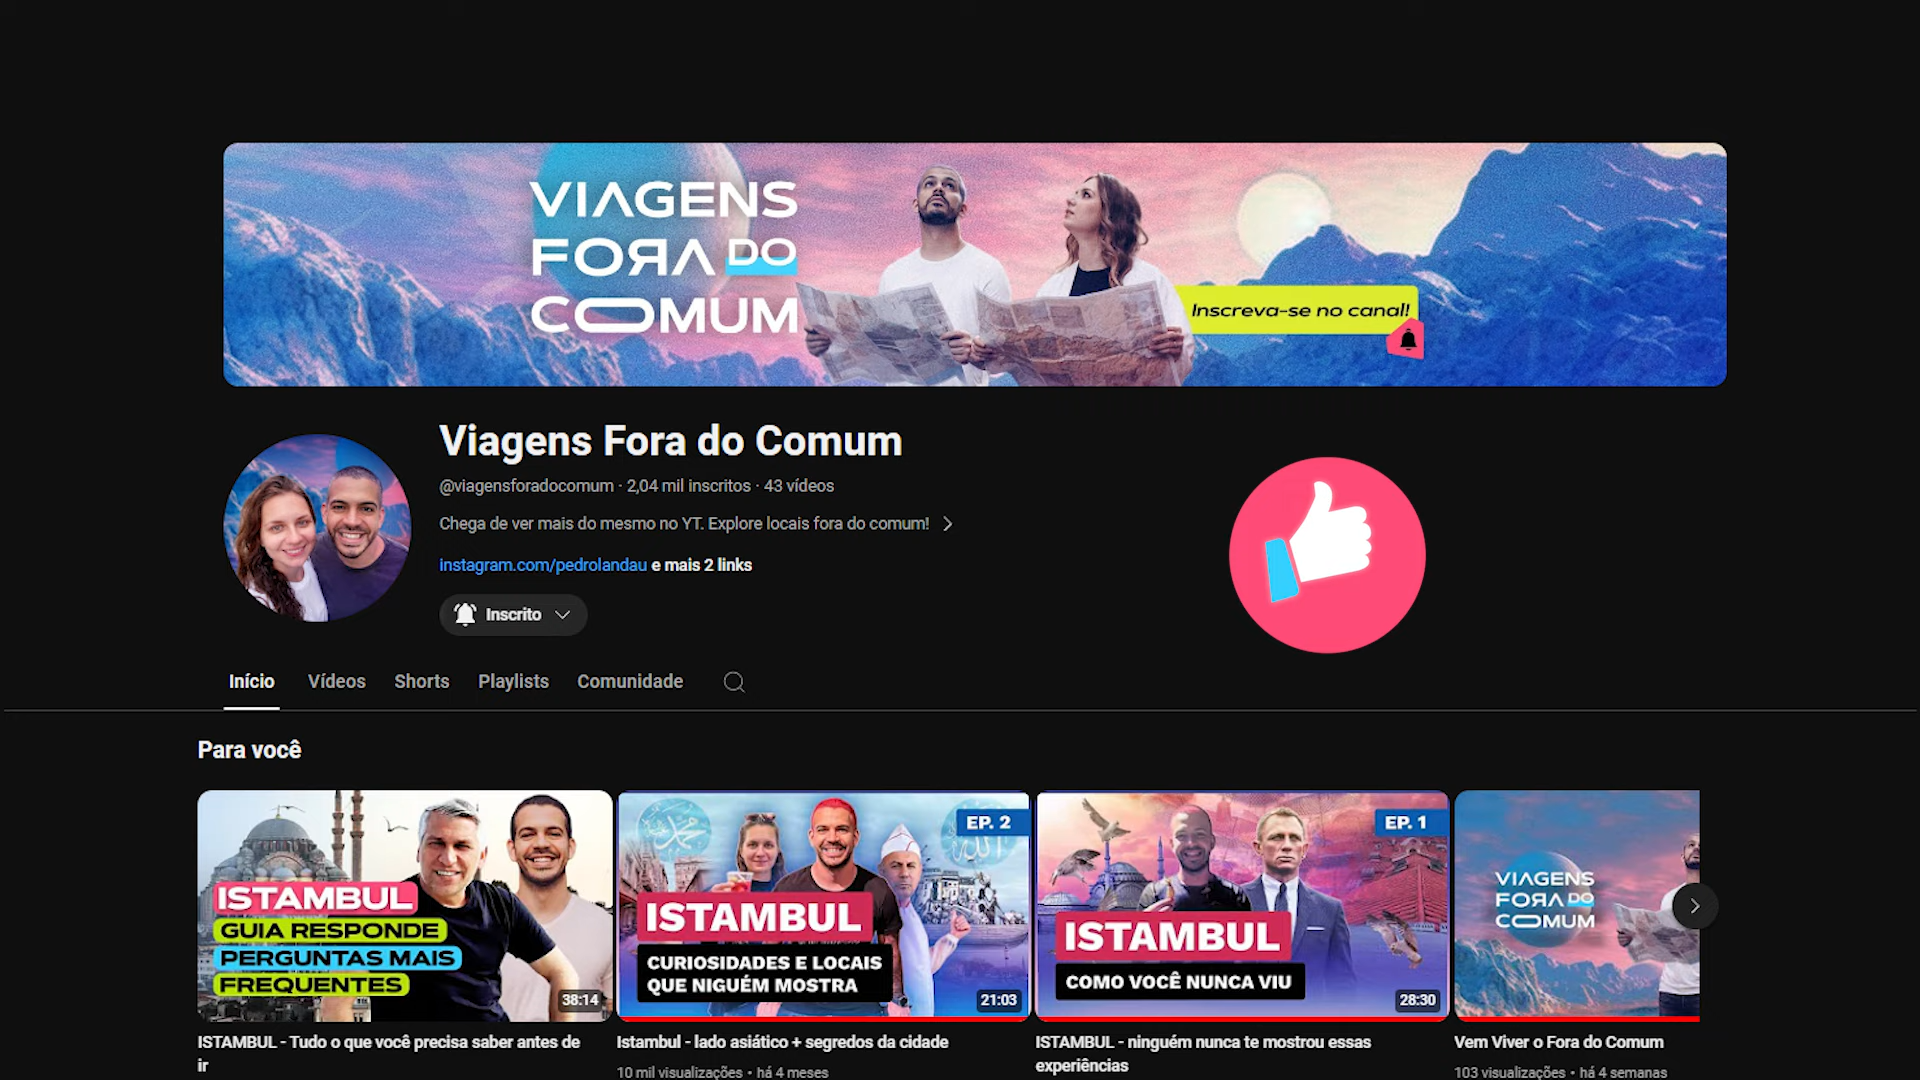 VIAGENS
FORA DO
COMUM
Inscreva-se no canal!
Viagens Fora do Comum
@viagensforadocomum · 2,04 mil inscritos · 43 vídeos
Chega de ver mais do mesmo no YT. Explore locais fora do comum!
instagram.com/pedrolandau e mais 2 links
Inscrito
Início Vídeos Shorts Playlists Comunidade
Para você
ISTAMBUL
GUIA RESPONDE
PERGUNTAS MAIS
FREQUENTES
38:14
EP. 2
ISTAMBUL
CURIOSIDADES E LOCAIS
QUE NIGUÉM MOSTRA
21:03
EP. 1
ISTAMBUL
COMO VOCÊ NUNCA VIU
28:30
VIAGENS
FORA DO
COMUM
ISTAMBUL - Tudo o que você precisa saber antes de
ir
Istambul - lado asiático + segredos da cidade
10 mil visualizações • há 4 meses
ISTAMBUL - ninguém nunca te mostrou essas
experiências
Vem Viver o Fora do Comum
103 visualizações • há 4 semanas